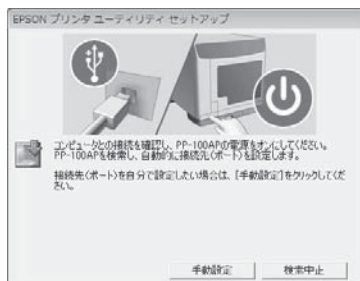 EPSON プリンタ ユーティリティ セットアップ
コンピュータとの接続を確認し、PP-100APの電源をオンにしてください。
PP-100APを検索し、自動的に接続先(ポート)を設定します。
接続先(ポート)を自分で設定したい場合は、[手動設定]をクリックしてくだ
さい。
手動設定
検索中止